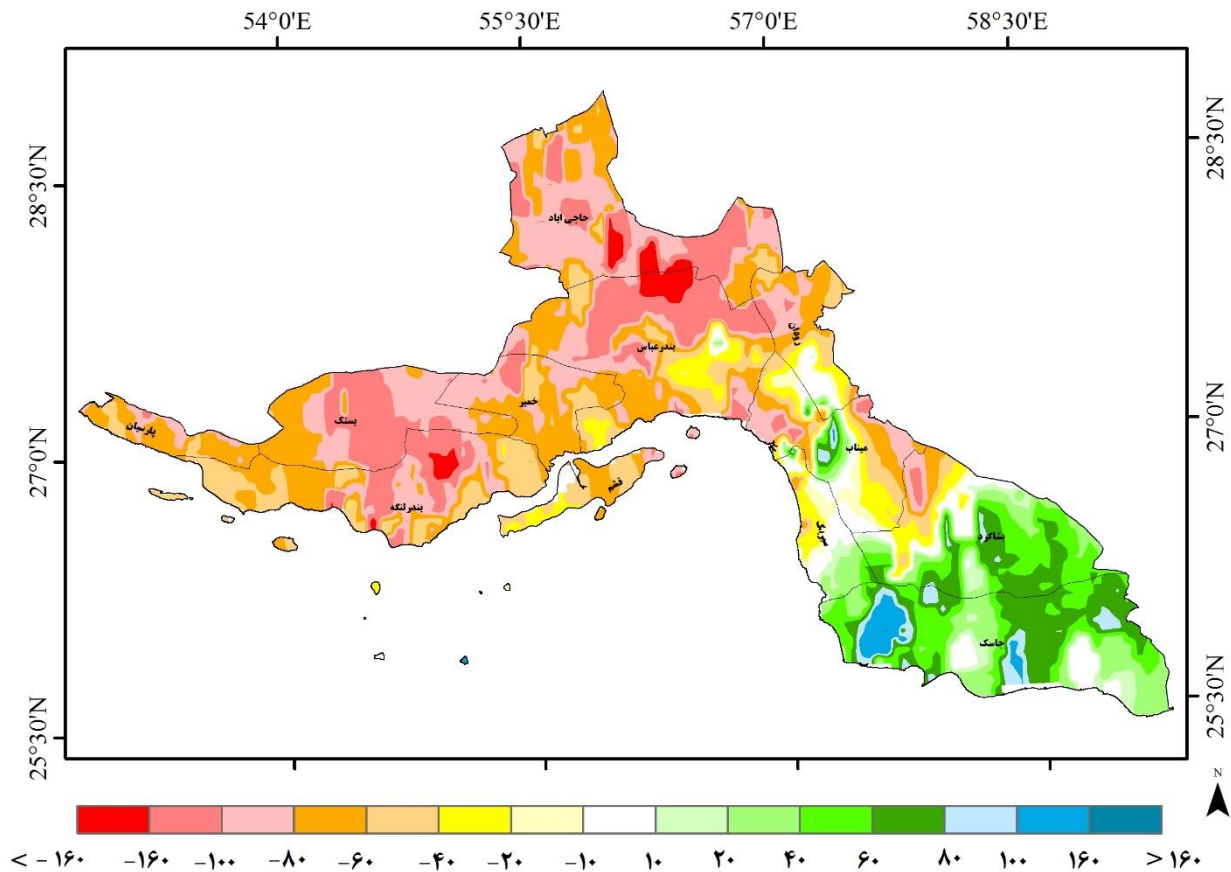 54°0'E 55°30'E 57°0'E 58°30'E
28°30'N
28°30'N
حاجی اباد
رودان
بندرعباس
خمیر
بستک
پارسیان
27°0'N
27°0'N
میناب
قشم
بندرلنگه
سیریک
بشاگرد
جاسک
25°30'N
25°30'N
N
< -۱۶۰ -۱۶۰ -۱۰۰ -۸۰ -۶۰ -۴۰ -۲۰ -۱۰ ۱۰ ۲۰ ۴۰ ۶۰ ۸۰ ۱۰۰ ۱۶۰ > ۱۶۰